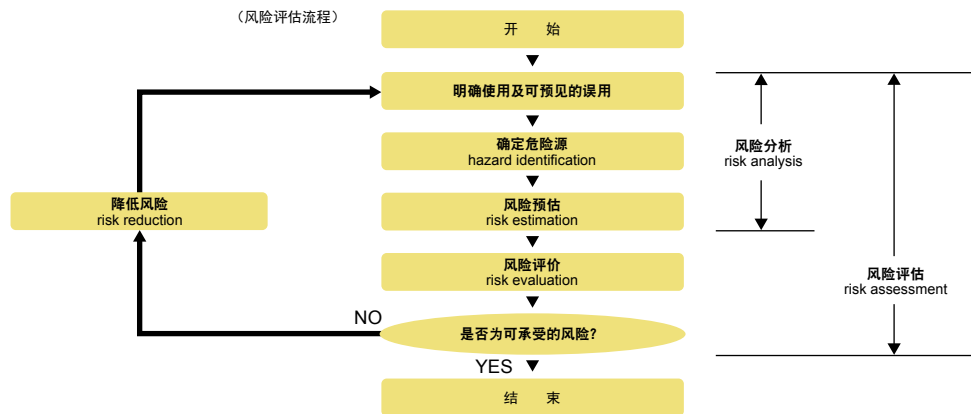 （风险评估流程）
开 始
明确使用及可预见的误用
确定危险源
hazard identification
风险分析
risk analysis
降低风险
risk reduction
风险预估
risk estimation
风险评价
risk evaluation
风险评估
risk assessment
NO
是否为可承受的风险?
YES
结 束